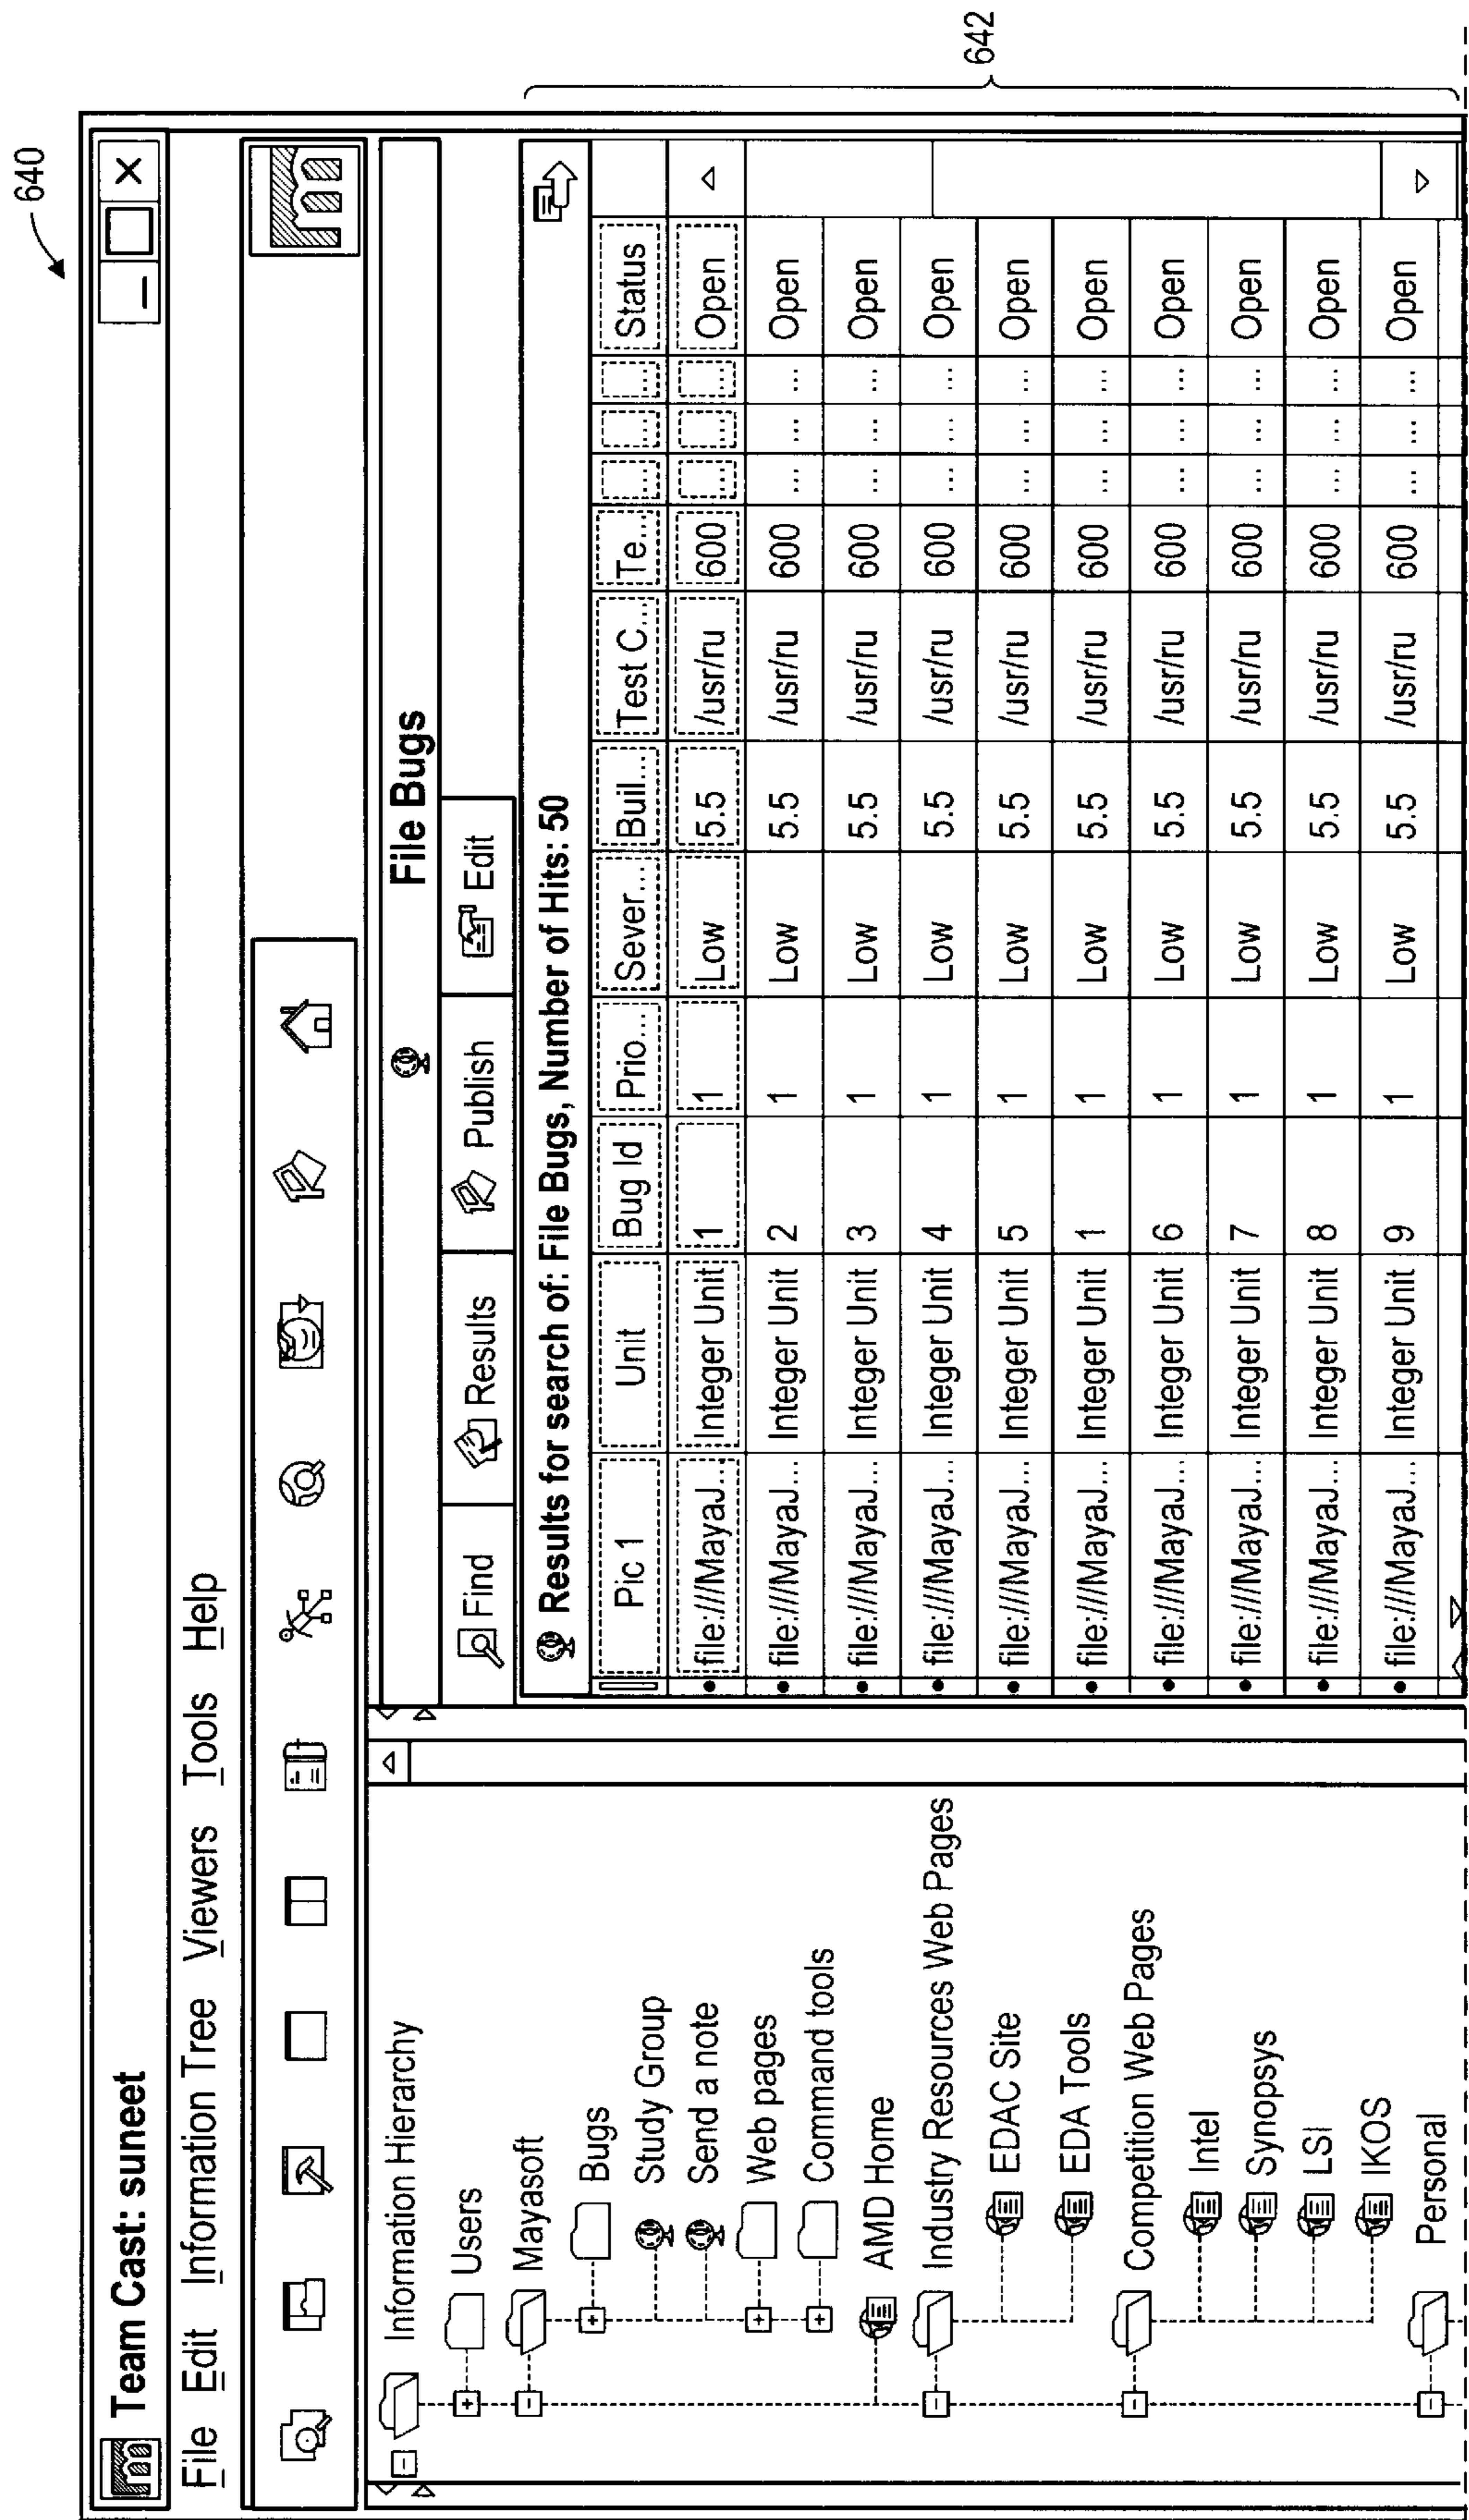 640
Team Cast: suneet
File Edit Information Tree Viewers Tools Help
Information Hierarchy
Users
Mayasoft
Bugs
Study Group
Send a note
Web pages
Command tools
AMD Home
Industry Resources Web Pages
EDAC Site
EDA Tools
Competition Web Pages
Intel
Synopsys
LSI
IKOS
Personal
File Bugs
Find Results Publish Edit
Results for search of: File Bugs, Number of Hits: 50
Pic 1 Unit Bug Id Prio... Sever... Buil... Test C... Te... ... ... ... Status
file:///MayaJ... Integer Unit 1 1 Low 5.5 /usr/ru 600 ... ... ... Open
file:///MayaJ... Integer Unit 2 1 Low 5.5 /usr/ru 600 ... ... ... Open
file:///MayaJ... Integer Unit 3 1 Low 5.5 /usr/ru 600 ... ... ... Open
file:///MayaJ... Integer Unit 4 1 Low 5.5 /usr/ru 600 ... ... ... Open
file:///MayaJ... Integer Unit 5 1 Low 5.5 /usr/ru 600 ... ... ... Open
file:///MayaJ... Integer Unit 1 1 Low 5.5 /usr/ru 600 ... ... ... Open
file:///MayaJ... Integer Unit 6 1 Low 5.5 /usr/ru 600 ... ... ... Open
file:///MayaJ... Integer Unit 7 1 Low 5.5 /usr/ru 600 ... ... ... Open
file:///MayaJ... Integer Unit 8 1 Low 5.5 /usr/ru 600 ... ... ... Open
file:///MayaJ... Integer Unit 9 1 Low 5.5 /usr/ru 600 ... ... ... Open
642